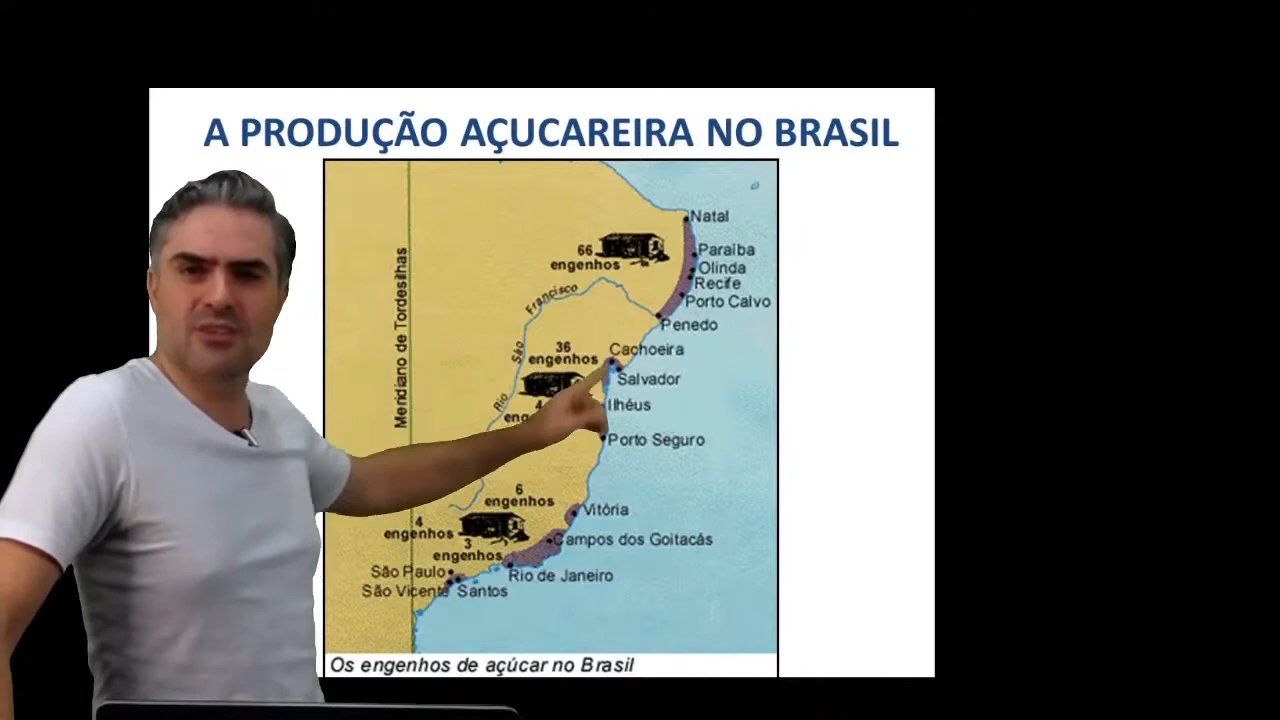 A PRODUÇÃO AÇUCAREIRA NO BRASIL
Meridiano de Tordesilhas
Natal
66
engenhos
Paraíba
Olinda
Recife
Porto Calvo
Rio São Francisco
Penedo
36
engenhos
Cachoeira
Salvador
4
Ilhéus
Porto Seguro
6
engenhos
Vitória
4
engenhos
3
engenhos
Campos dos Goitacás
São Paulo
Rio de Janeiro
São Vicente
Santos
Os engenhos de açúcar no Brasil